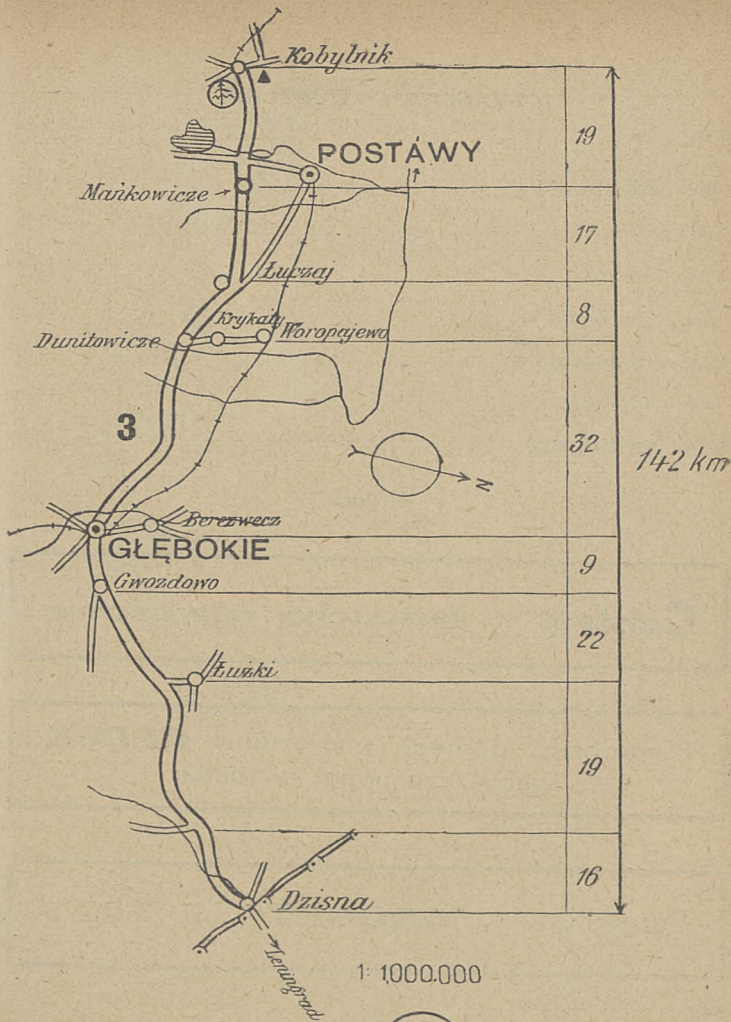 Kobylnik
19
POSTAWY
Mańkowicze
17
Łuczaj
8
Krykały
Woropajewo
Duniłowicze
3
32
142 km
N
Berezwecz
GŁĘBOKIE
9
Gwozdowo
22
Łużki
19
16
Dzisna
Leningrad
1: 1,000.000